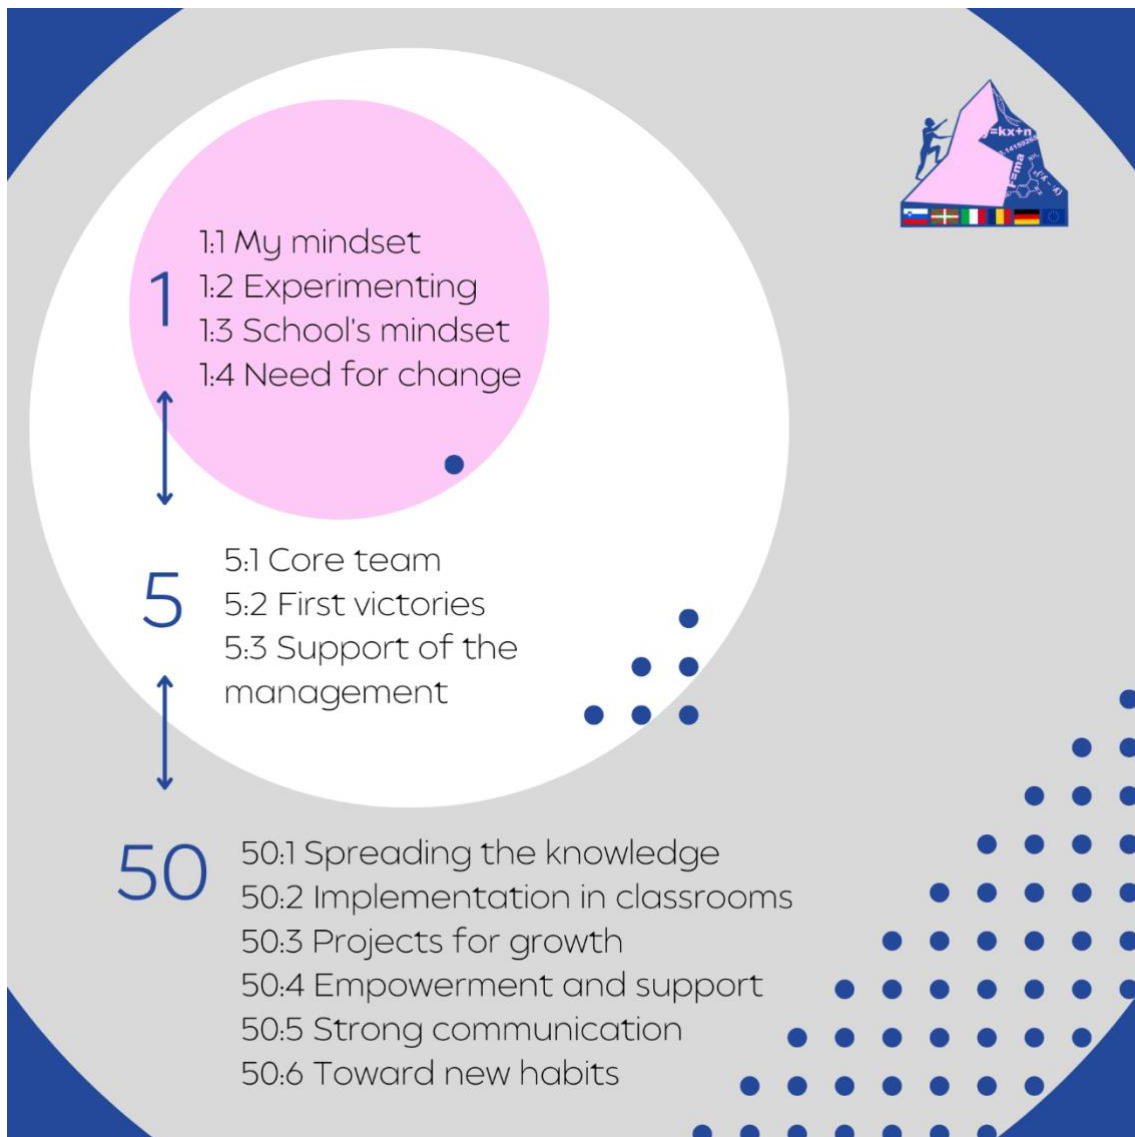 y=kx+n
F=ma
1
1:1 My mindset
1:2 Experimenting
1:3 School's mindset
1:4 Need for change
5
5:1 Core team
5:2 First victories
5:3 Support of the
management
50
50:1 Spreading the knowledge
50:2 Implementation in classrooms
50:3 Projects for growth
50:4 Empowerment and support
50:5 Strong communication
50:6 Toward new habits